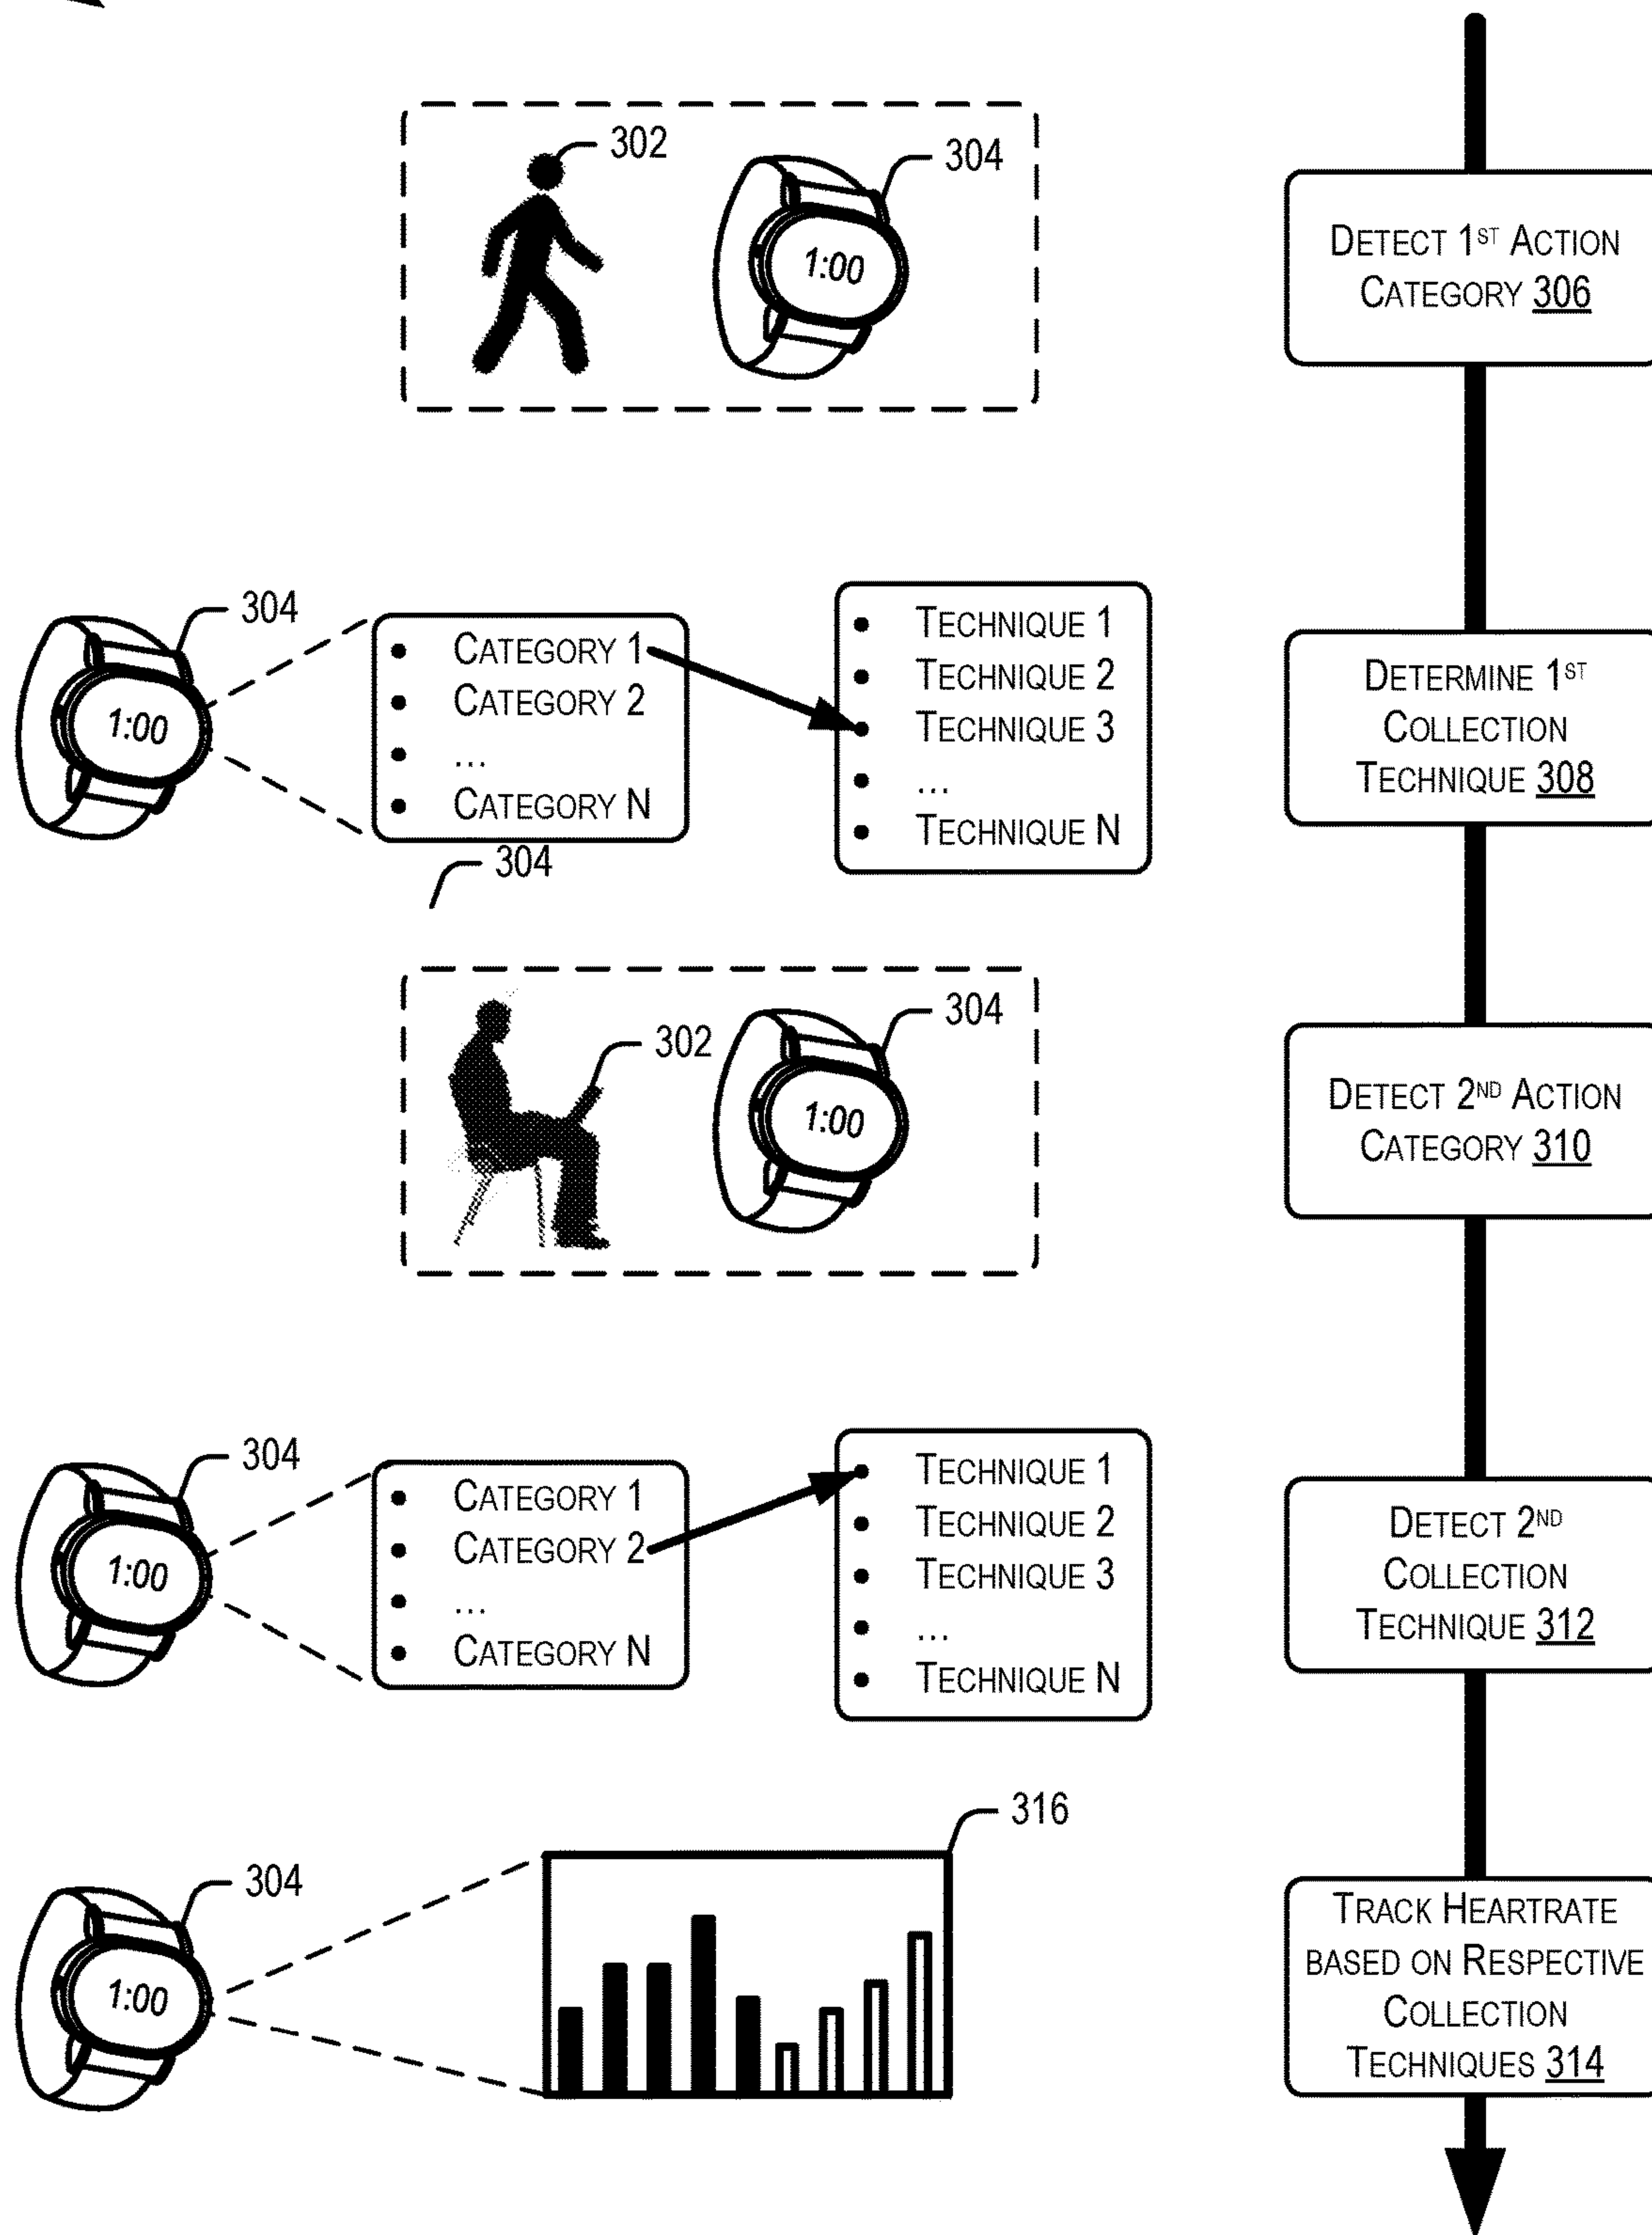 302
304
1:00
DETECT 1ST ACTION
CATEGORY 306
304
1:00
• CATEGORY 1
• CATEGORY 2
• ...
• CATEGORY N
• TECHNIQUE 1
• TECHNIQUE 2
• TECHNIQUE 3
• ...
• TECHNIQUE N
DETERMINE 1ST
COLLECTION
TECHNIQUE 308
304
302
304
1:00
DETECT 2ND ACTION
CATEGORY 310
304
1:00
• CATEGORY 1
• CATEGORY 2
• ...
• CATEGORY N
• TECHNIQUE 1
• TECHNIQUE 2
• TECHNIQUE 3
• ...
• TECHNIQUE N
DETECT 2ND
COLLECTION
TECHNIQUE 312
304
1:00
316
TRACK HEARTRATE
BASED ON RESPECTIVE
COLLECTION
TECHNIQUES 314